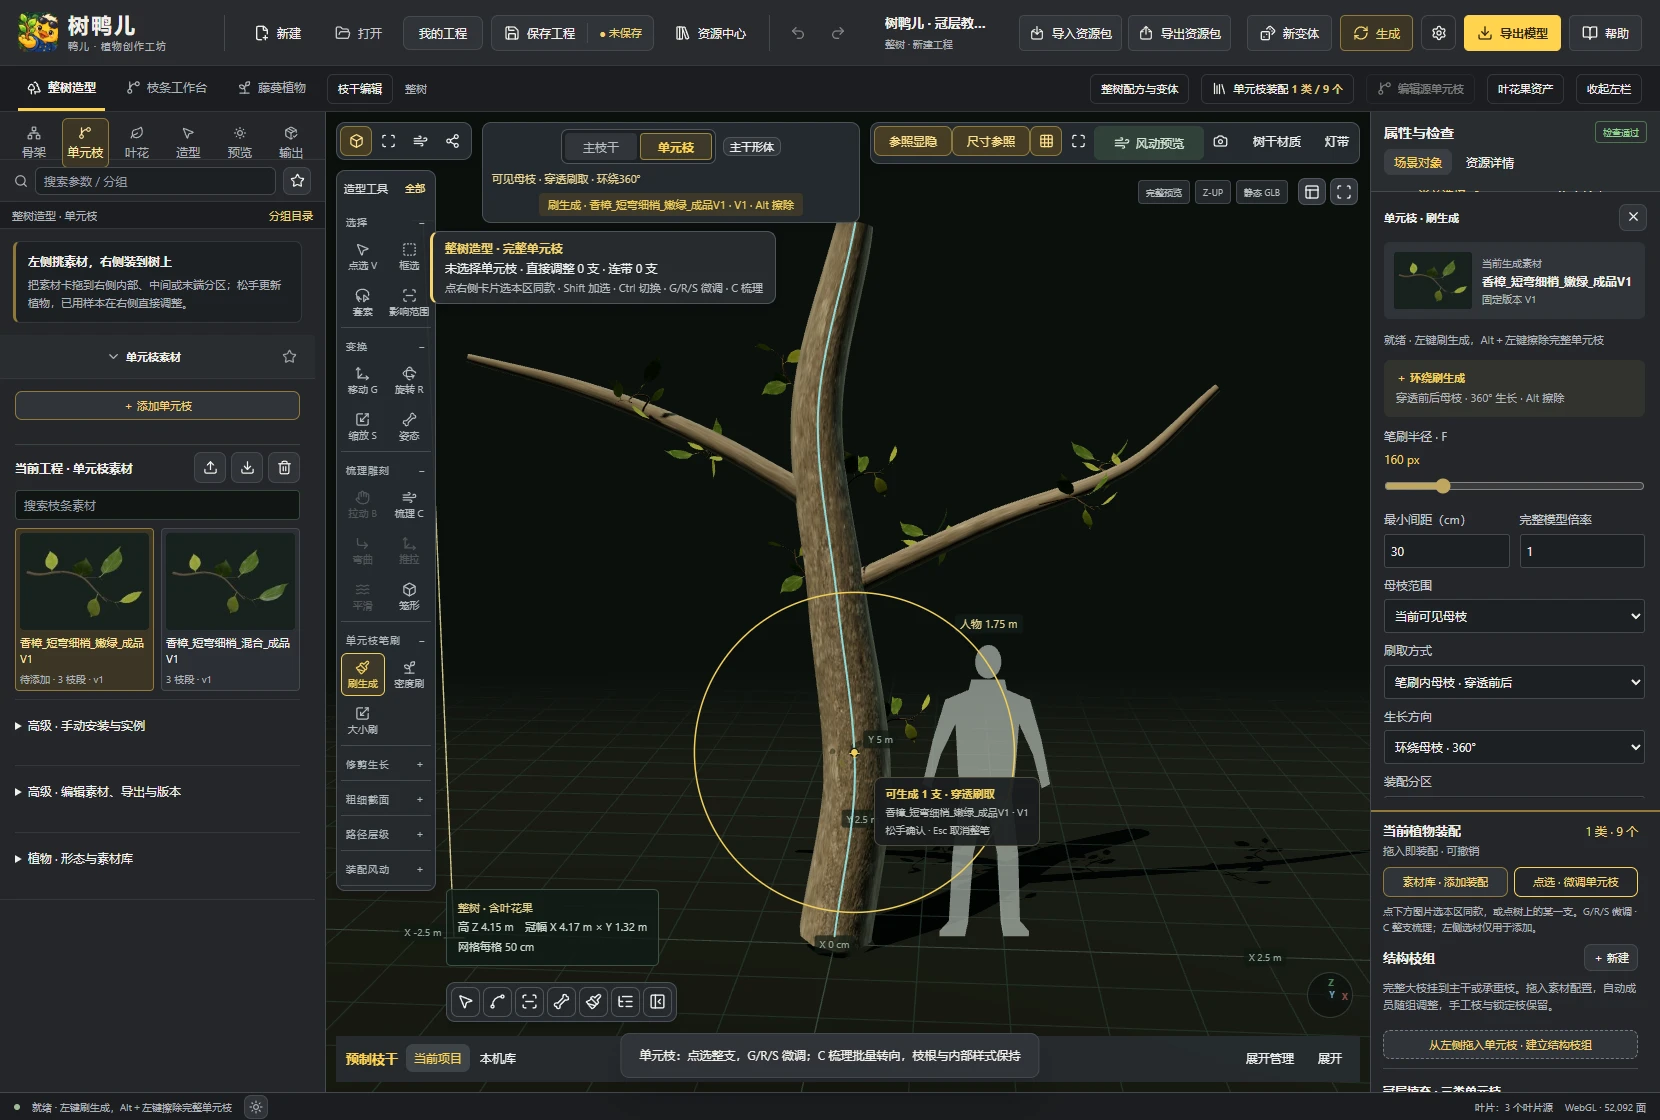 树鸭儿
鸭儿 · 植物创作工坊
新建
打开
我的工程
保存工程
● 未保存
资源中心
树鸭儿 · 冠层教...
整树 · 新建工程
导入资源包
导出资源包
新变体
生成
导出模型
帮助
整树造型
枝条工作台
藤蔓植物
枝干编辑
整树
整树配方与变体
单元枝装配 1 类 / 9 个
编辑源单元枝
叶花果资产
收起左栏
骨架
单元枝
叶花
造型
预览
输出
搜索参数 / 分组
整树造型 · 单元枝
分组目录
左侧挑素材，右侧装到树上
把素材卡拖到右侧内部、中间或末端分区；松手更新
植物，已用样本在右侧直接调整。
单元枝素材
+ 添加单元枝
当前工程 · 单元枝素材
搜索枝条素材
香樟_短弯细梢_嫩绿_成品
V1
待添加 · 3 枝段 · v1
香樟_短弯细梢_混合_成品
V1
3 枝段 · v1
高级 · 手动安装与实例
高级 · 编辑素材、导出与版本
植物 · 形态与素材库
造型工具
全部
选择
点选 V
框选
套索
影响范围
变换
移动 G
旋转 R
缩放 S
姿态
梳理雕刻
拉动 B
梳理 C
弯曲
推拉
平滑
笼形
单元枝笔刷
刷生成
密度刷
大小刷
修剪生长
粗细截面
路径层级
装配风动
主枝干
单元枝
主干形体
可见母枝 · 穿透刷取 · 环绕360°
刷生成 · 香樟_短弯细梢_嫩绿_成品V1 · V1 · Alt 擦除
整树造型 · 完整单元枝
未选择单元枝 · 直接调整 0 支 · 连带 0 支
点右侧卡片选本区同款 · Shift 加选 · Ctrl 切换 · G/R/S 微调 · C 梳理
参照显隐
尺寸参照
风动预览
树干材质
灯带
完整预览
Z-UP
静态 GLB
人物 1.75 m
Y 5 m
Y 2.5 m
可生成 1 支 · 穿透刷取
香樟_短弯细梢_嫩绿_成品V1 · V1
松手确认 · Esc 取消整笔
整树 · 含叶花果
高 Z 4.15 m 冠幅 X 4.17 m × Y 1.32 m
网格每格 50 cm
X -2.5 m
X 0 cm
X 2.5 m
Z
Y
X
预制枝干
当前项目
本机库
单元枝：点选整支，G/R/S 微调；C 梳理批量转向，枝根与内部样式保持
展开管理
展开
属性与检查
检查通过
场景对象
资源详情
单元枝 · 刷生成
当前生成素材
香樟_短弯细梢_嫩绿_成品V1
固定版本 V1
就绪 · 左键刷生成，Alt + 左键擦除完整单元枝
+ 环绕刷生成
穿透前后母枝 · 360° 生长 · Alt 擦除
笔刷半径 · F
160 px
最小间距（cm）
完整模型倍率
30
1
母枝范围
当前可见母枝
刷取方式
笔刷内母枝 · 穿透前后
生长方向
环绕母枝 · 360°
装配分区
当前植物装配
1 类 · 9 个
拖入即装配 · 可撤销
素材库 · 添加装配
点选 · 微调单元枝
点下方图片选本区同款，或点树上的某一支。G/R/S 微调 ·
C 整支梳理；左侧选材仅用于添加。
结构枝组
+ 新建
完整大枝挂到主干或承重枝。拖入素材配置，自动成
员随组调整，手工枝与锁定枝保留。
从左侧拖入单元枝 · 建立结构枝组
就绪 · 左键刷生成，Alt + 左键擦除完整单元枝
叶片：3 个叶片源
WebGL · 52,092 面